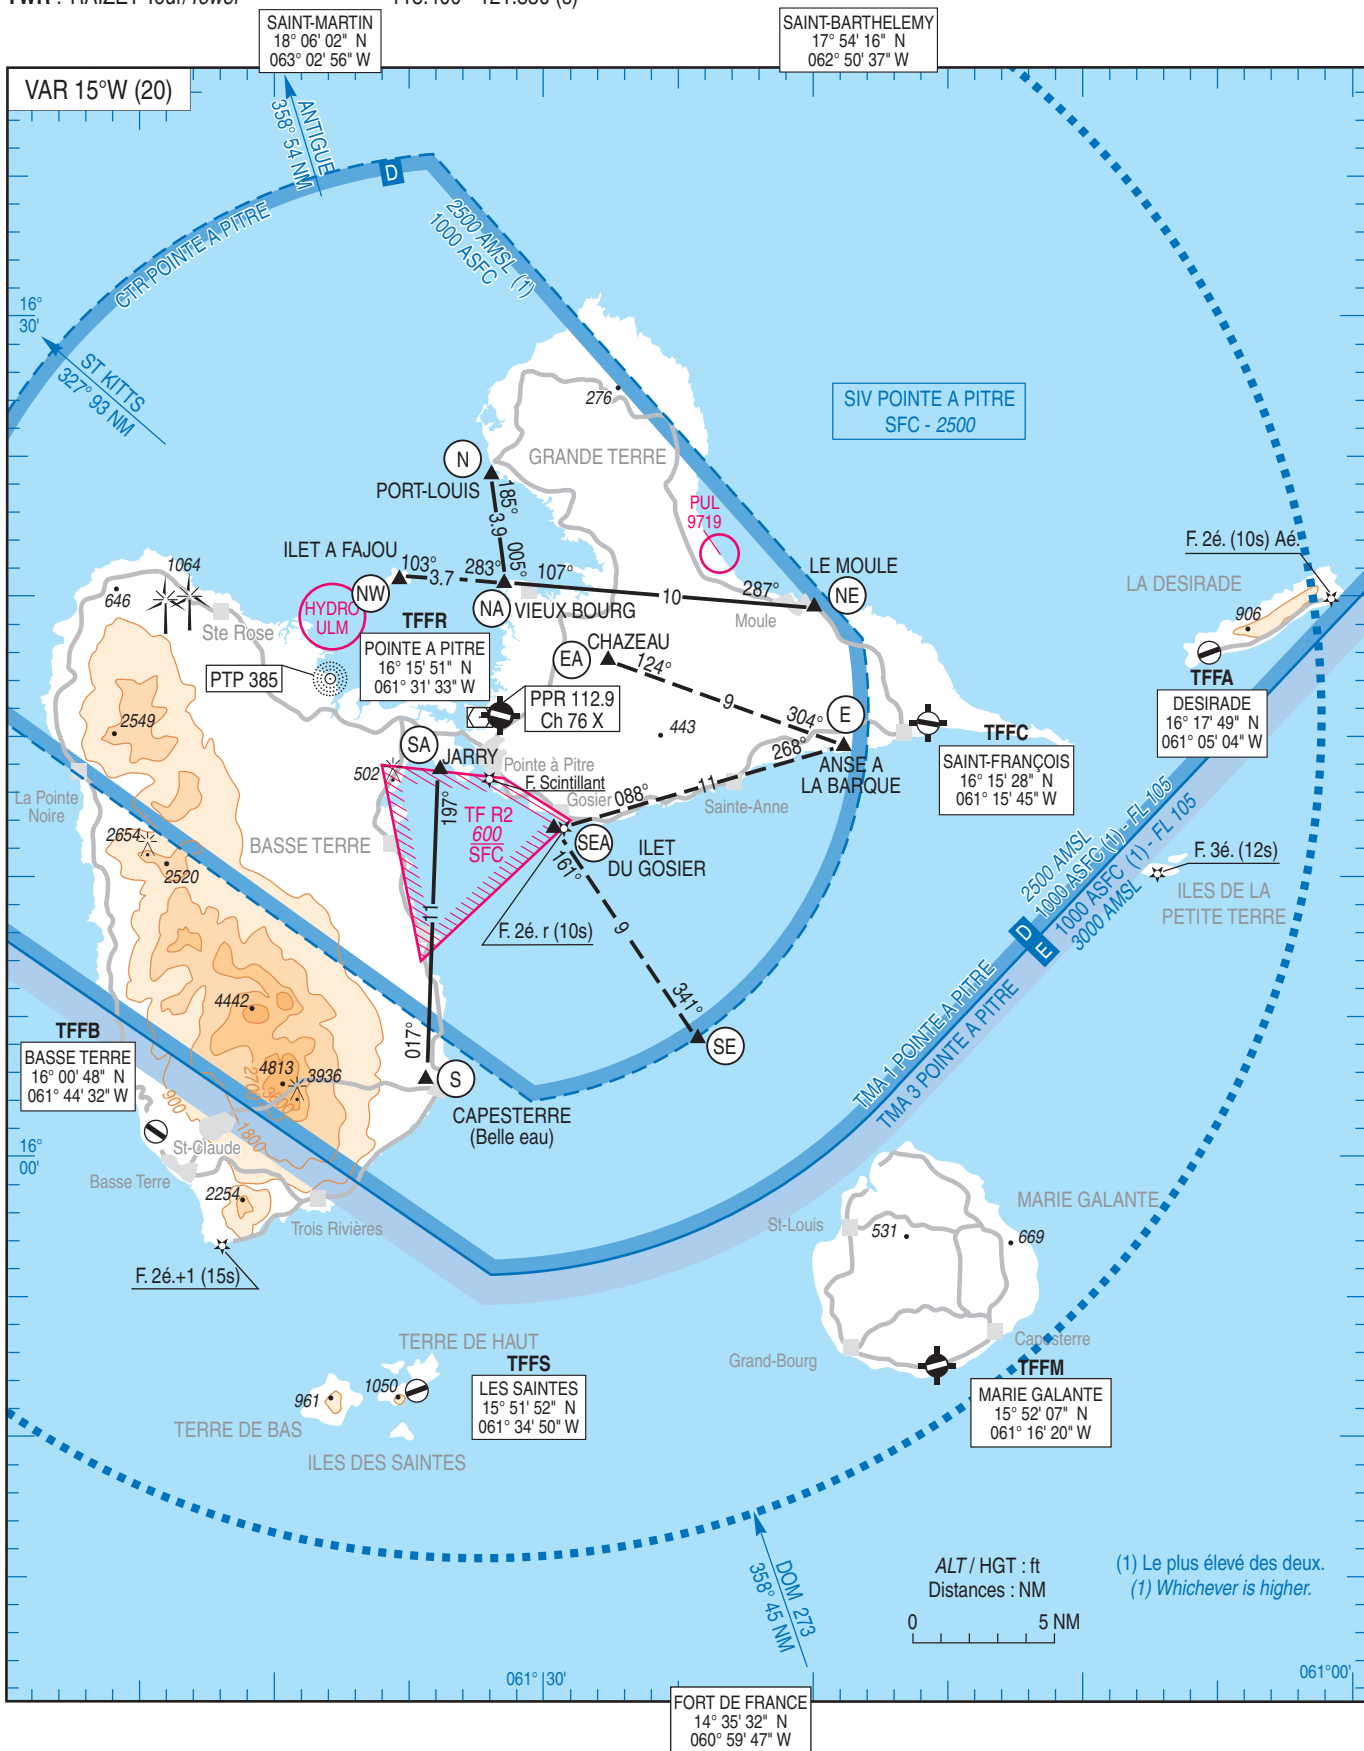 SAINT-MARTIN
18° 06' 02" N
063° 02' 56" W
SAINT-BARTHELEMY
17° 54' 16" N
062° 50' 37" W
VAR 15°W (20)
ANTIGUE
358° 54 NM
D
CTR POINTE A PITRE
2500 AMSL (1)
1000 ASFC
16°
30'
ST KITTS
327° 93 NM
276
SIV POINTE A PITRE
SFC - 2500
GRANDE TERRE
N
PORT-LOUIS
185°
3.9
005°
PUL
9719
ILET A FAJOU
103°
3.7
283°
107°
10
287°
LE MOULE
NE
NW
NA
VIEUX BOURG
Moule
F. 2é. (10s) Aé.
LA DESIRADE
906
1064
646
Ste Rose
HYDRO
ULM
TFFR
POINTE A PITRE
16° 15' 51" N
061° 31' 33" W
PTP 385
CHAZEAU
EA
124°
9
304°
E
PPR 112.9
Ch 76 X
443
268°
ANSE A
LA BARQUE
TFFC
SAINT-FRANÇOIS
16° 15' 28" N
061° 15' 45" W
TFFA
DESIRADE
16° 17' 49" N
061° 05' 04" W
2549
SA
JARRY
502
Pointe à Pitre
F. Scintillant
Gosier
088°
11
Sainte-Anne
La Pointe
Noire
197°
TF R2
600
SFC
BASSE TERRE
2654
2520
SEA
ILET
DU GOSIER
161°
9
341°
SE
F. 2é. r (10s)
11
017°
2500 AMSL
1000 ASFC (1) - FL 105
1000 ASFC (1) - FL 105
3000 AMSL
D
E
F. 3é. (12s)
ILES DE LA
PETITE TERRE
TMA 1 POINTE A PITRE
TMA 3 POINTE A PITRE
4442
TFFB
BASSE TERRE
16° 00' 48" N
061° 44' 32" W
4813
3936
2700
3600
900
1800
S
CAPESTERRE
(Belle eau)
16°
00'
St-Claude
Basse Terre
2254
Trois Rivières
F. 2é.+1 (15s)
MARIE GALANTE
St-Louis
531
669
Capesterre
Grand-Bourg
TERRE DE HAUT
TFFS
LES SAINTES
15° 51' 52" N
061° 34' 50" W
1050
961
TERRE DE BAS
ILES DES SAINTES
TFFM
MARIE GALANTE
15° 52' 07" N
061° 16' 20" W
DOM 273
358° 45 NM
ALT / HGT : ft
Distances : NM
0 5 NM
(1) Le plus élevé des deux.
(1) Whichever is higher.
061° 30'
061° 00'
FORT DE FRANCE
14° 35' 32" N
060° 59' 47" W